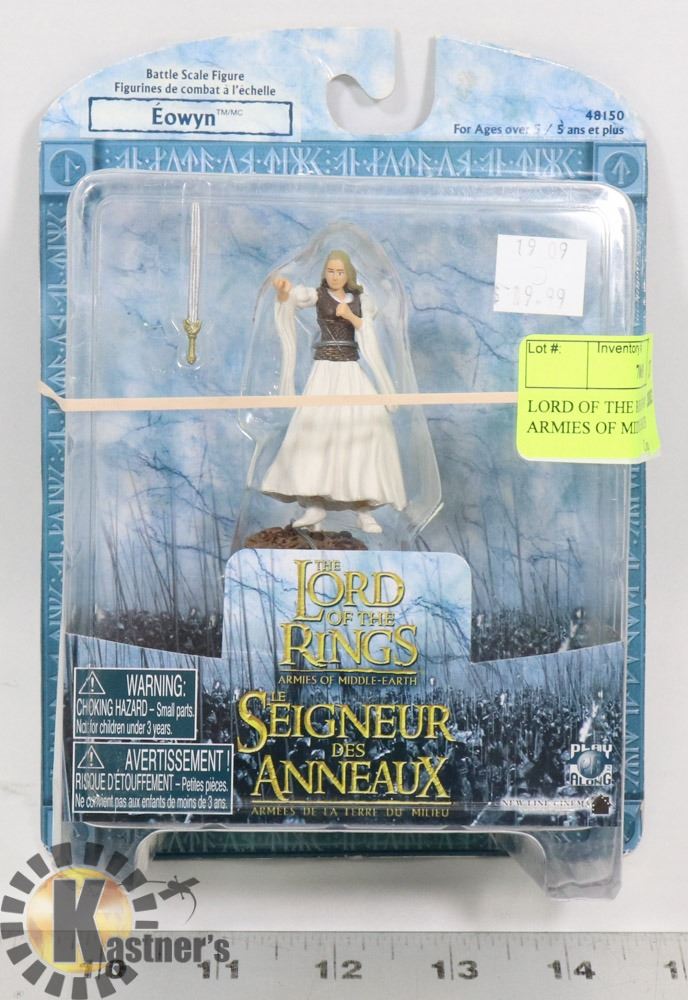 Battle Scale Figure
Figurines de combat à l'échelle
Éowyn TM/MC
48150
For Ages over 5 / 5 ans et plus
19 09
$19.99
Lot #:
Inventory#
LORD OF THE
ARMIES OF
THE
LORD
OF THE
RINGS
ARMIES OF MIDDLE-EARTH
LE
SEIGNEUR
DES
ANNEAUX
ARMÉES DE LA TERRE DU MILIEU
WARNING:
CHOKING HAZARD – Small parts.
Not for children under 3 years.
AVERTISSEMENT !
RISQUE D'ÉTOUFFEMENT – Petites pièces.
Ne convient pas aux enfants de moins de 3 ans.
PLAY
ALONG
NEW LINE CINEMA
Kastner's
10 11 12 13 14